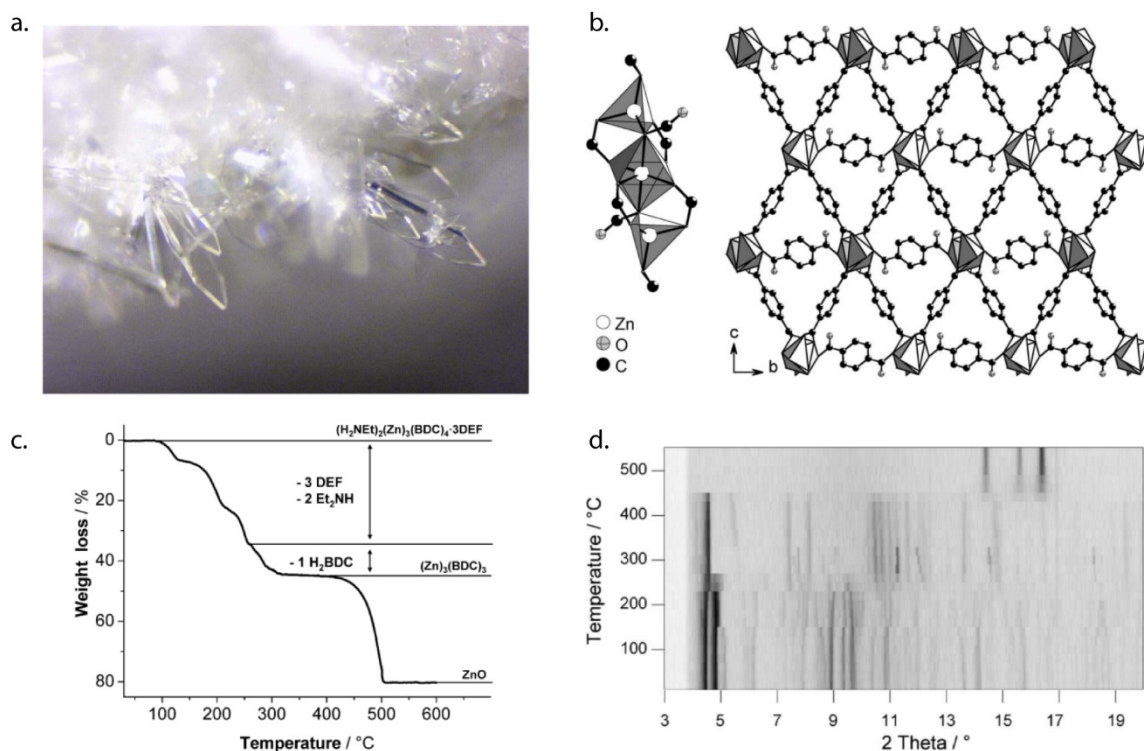 a.
b.
Zn
O
C
c
b
c.
Weight loss / %
0
20
40
60
80
(H₂NEt₂)₂(Zn)₃(BDC)₄·3DEF
- 3 DEF
- 2 Et₂NH
- 1 H₂BDC
(Zn)₃(BDC)₃
ZnO
100 200 300 400 500 600
Temperature / °C
d.
Temperature / °C
500
400
300
200
100
3 5 7 9 11 13 15 17 19
2 Theta / °